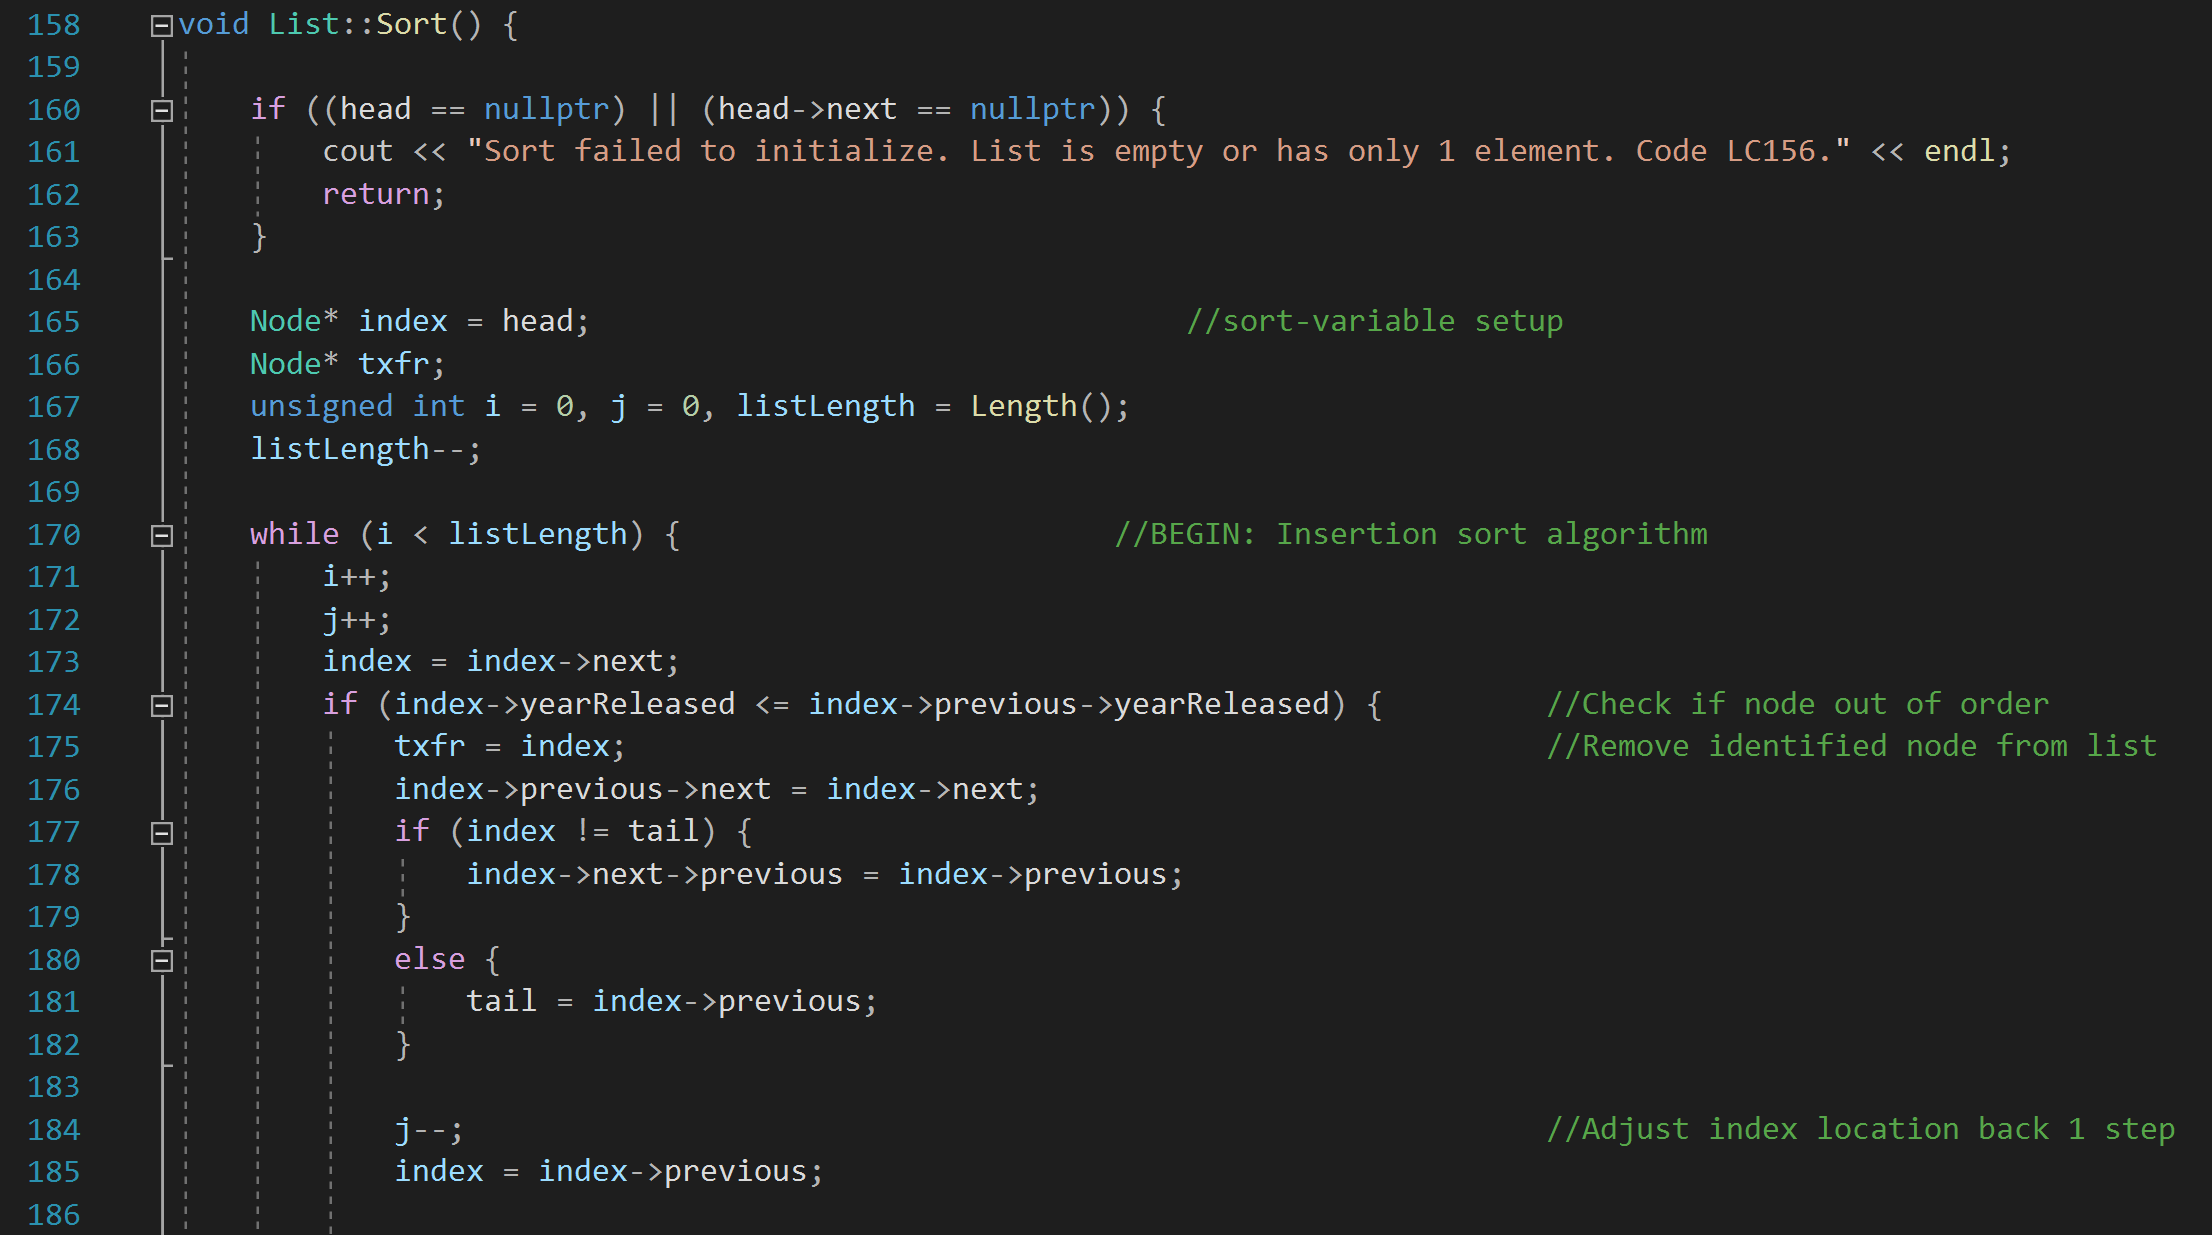 158 void List::Sort() {
159
160 if ((head == nullptr) || (head->next == nullptr)) {
161 cout << "Sort failed to initialize. List is empty or has only 1 element. Code LC156." << endl;
162 return;
163 }
164
165 Node* index = head; //sort-variable setup
166 Node* txfr;
167 unsigned int i = 0, j = 0, listLength = Length();
168 listLength--;
169
170 while (i < listLength) { //BEGIN: Insertion sort algorithm
171 i++;
172 j++;
173 index = index->next;
174 if (index->yearReleased <= index->previous->yearReleased) { //Check if node out of order
175 txfr = index; //Remove identified node from list
176 index->previous->next = index->next;
177 if (index != tail) {
178 index->next->previous = index->previous;
179 }
180 else {
181 tail = index->previous;
182 }
183
184 j--; //Adjust index location back 1 step
185 index = index->previous;
186